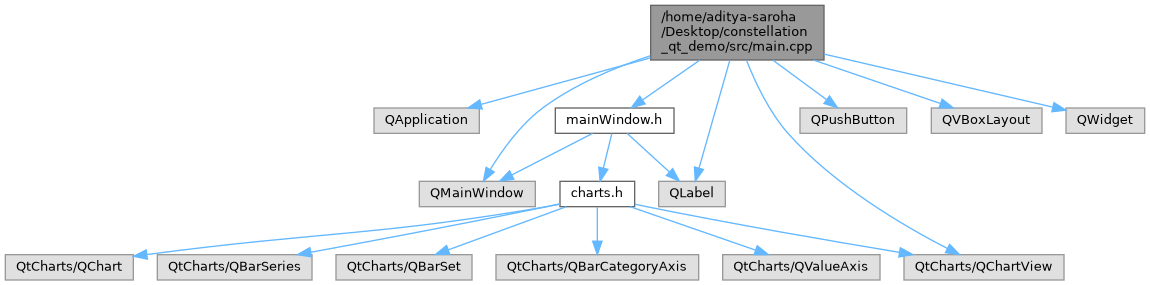 /home/aditya-saroha
/Desktop/constellation
_qt_demo/src/main.cpp
QApplication
mainWindow.h
QPushButton
QVBoxLayout
QWidget
QMainWindow
charts.h
QLabel
QtCharts/QChart
QtCharts/QBarSeries
QtCharts/QBarSet
QtCharts/QBarCategoryAxis
QtCharts/QValueAxis
QtCharts/QChartView